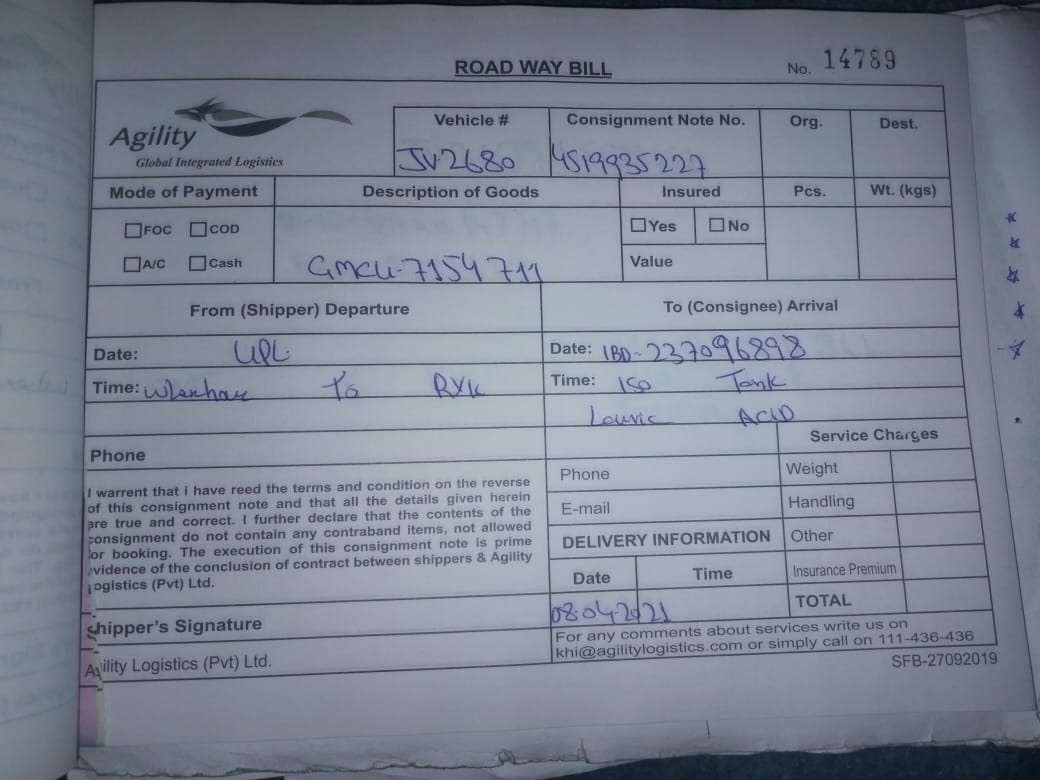 ROAD WAY BILL
No. 14789
Agility
Global Integrated Logistics
Vehicle #
JV-2680
Consignment Note No.
4519935227
Org.
Dest.
Mode of Payment
Description of Goods
Insured
Pcs.
Wt. (kgs)
FOC COD
A/C Cash
GMCU-7154711
Yes No
Value
From (Shipper) Departure
To (Consignee) Arrival
Date: UPL
Date: IBD-237096898
Time: To RYK
Time: ISO Tank
Lauric ACID
Phone
Service Charges
I warrent that i have reed the terms and condition on the reverse
of this consignment note and that all the details given herein
are true and correct. I further declare that the contents of the
consignment do not contain any contraband items, not allowed
or booking. The execution of this consignment note is prime
vidence of the conclusion of contract between shippers & Agility
ogistics (Pvt) Ltd.
Phone
E-mail
Weight
Handling
Other
Insurance Premium
TOTAL
DELIVERY INFORMATION
Date Time
08-04-2021
Shipper's Signature
Agility Logistics (Pvt) Ltd.
For any comments about services write us on
khi@agilitylogistics.com or simply call on 111-436-436
SFB-27092019